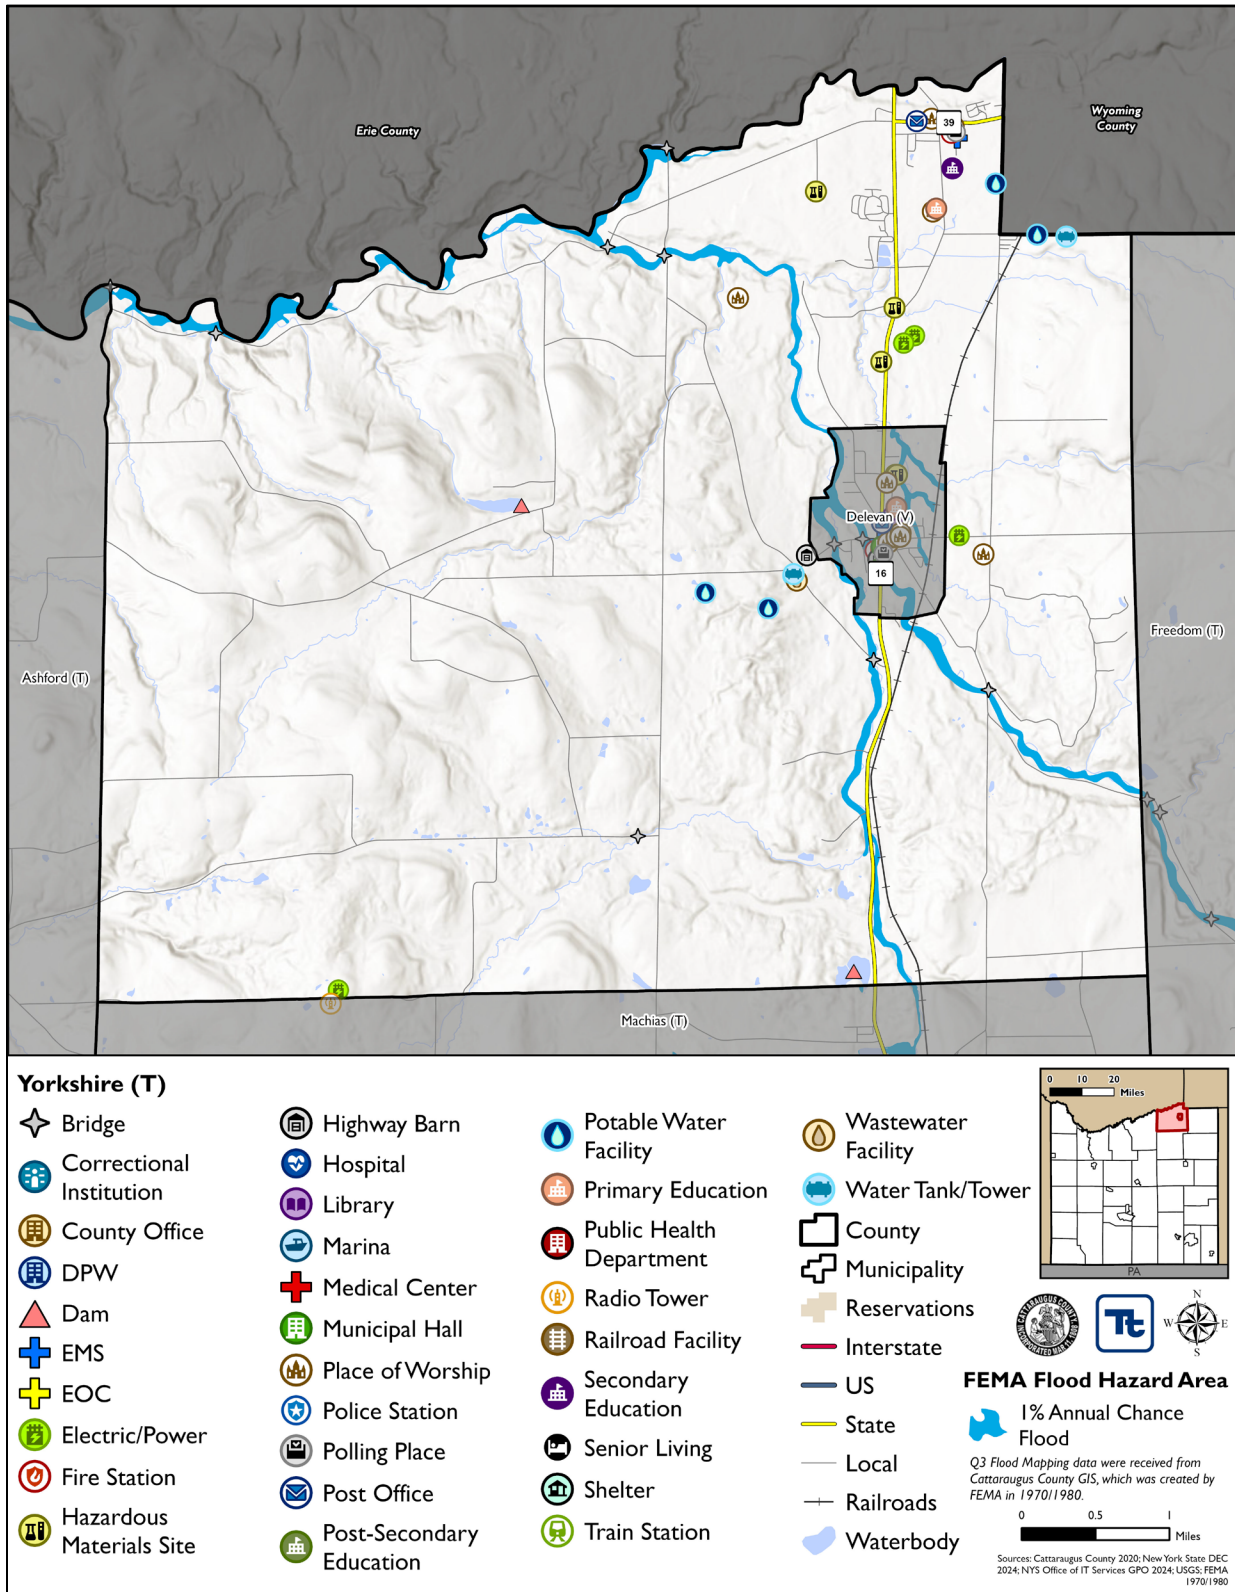 Erie County
Wyoming
County
39
Delevan (V)
16
Freedom (T)
Ashford (T)
Machias (T)
Yorkshire (T)
Bridge
Correctional
Institution
County Office
DPW
Dam
EMS
EOC
Electric/Power
Fire Station
Hazardous
Materials Site
Highway Barn
Hospital
Library
Marina
Medical Center
Municipal Hall
Place of Worship
Police Station
Polling Place
Post Office
Post-Secondary
Education
Potable Water
Facility
Primary Education
Public Health
Department
Radio Tower
Railroad Facility
Secondary
Education
Senior Living
Shelter
Train Station
Wastewater
Facility
Water Tank/Tower
County
Municipality
Reservations
Interstate
US
State
Local
Railroads
Waterbody
0 10 20
Miles
PA
Tt
N
W E
S
FEMA Flood Hazard Area
1% Annual Chance
Flood
Q3 Flood Mapping data were received from
Cattaraugus County GIS, which was created by
FEMA in 1970/1980.
0 0.5 1
Miles
Sources: Cattaraugus County 2020; New York State DEC
2024; NYS Office of IT Services GPO 2024; USGS; FEMA
1970/1980